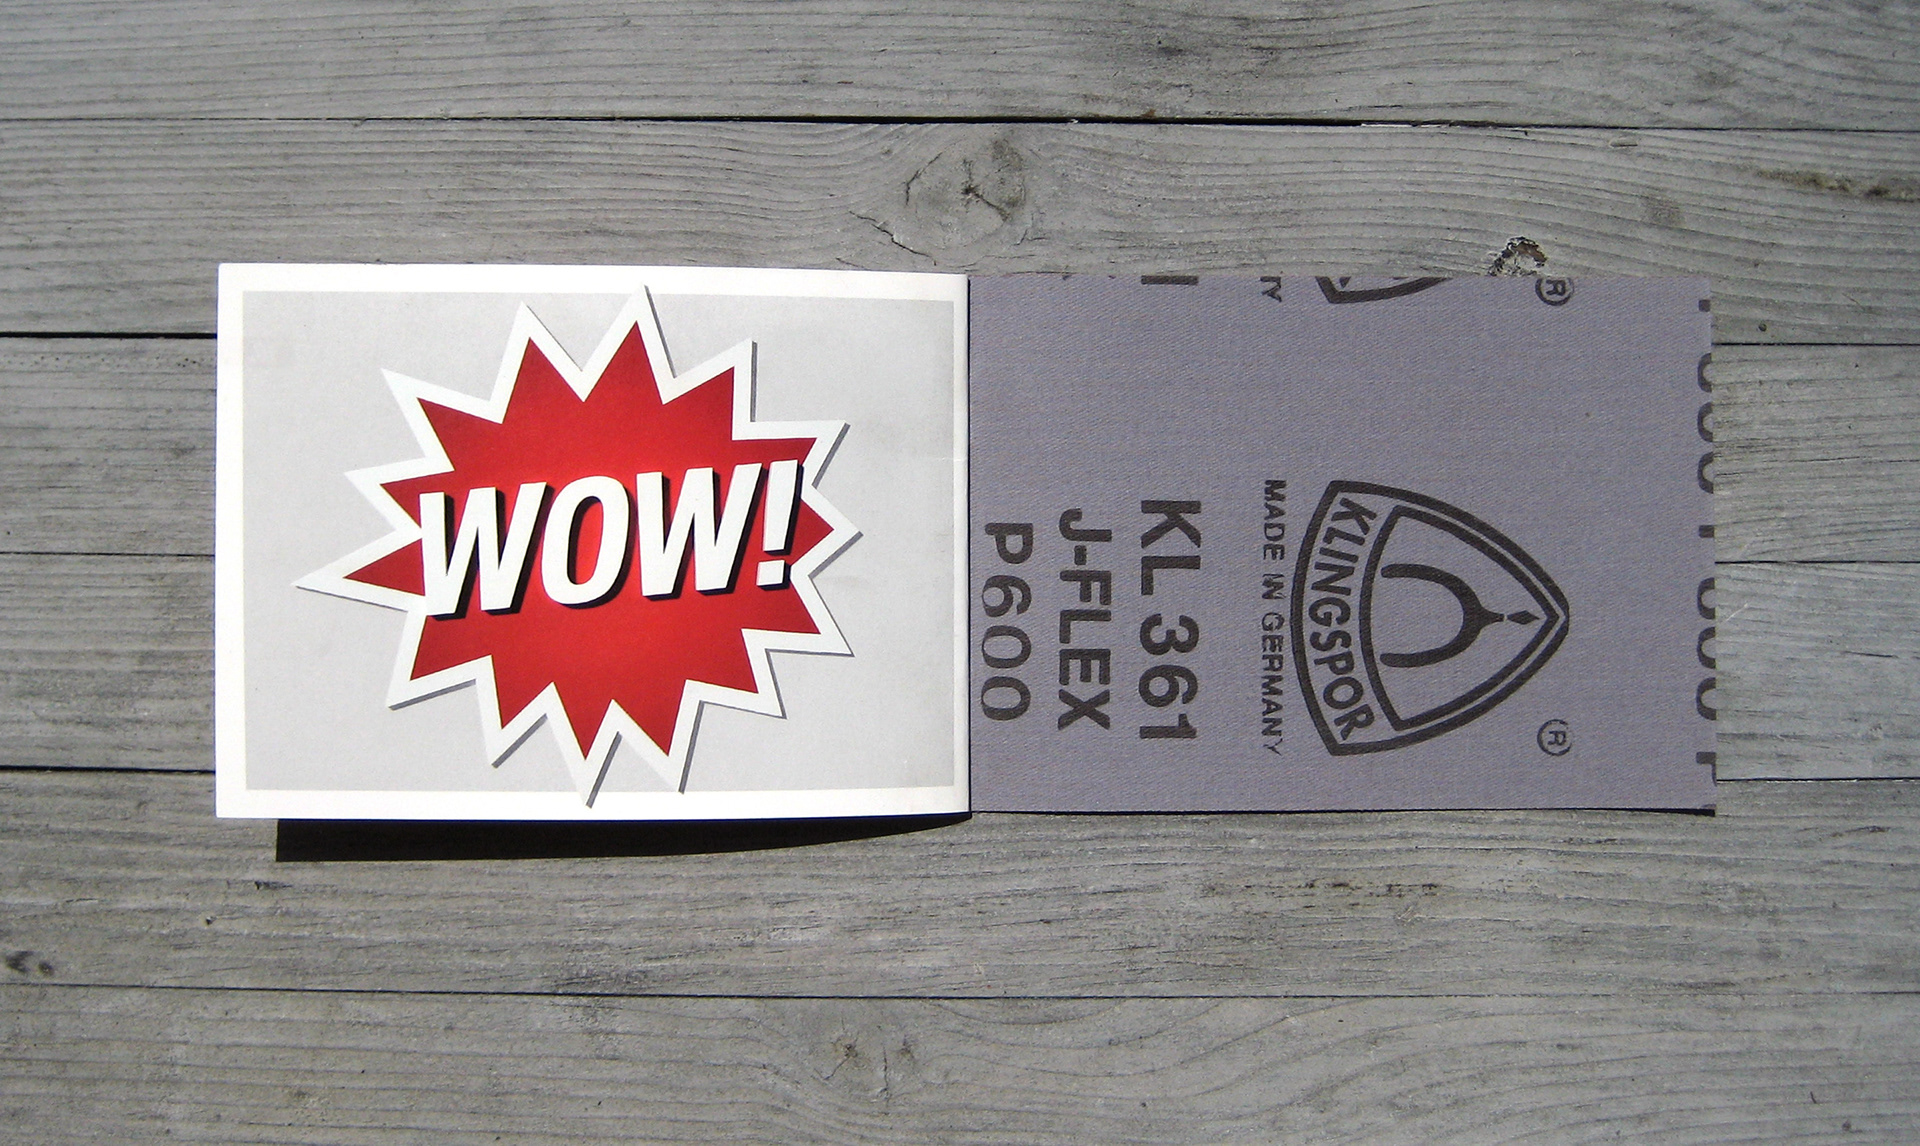 WOW!
KLINGSPOR
®
MADE IN GERMANY
KL 361
J-FLEX
P600
®